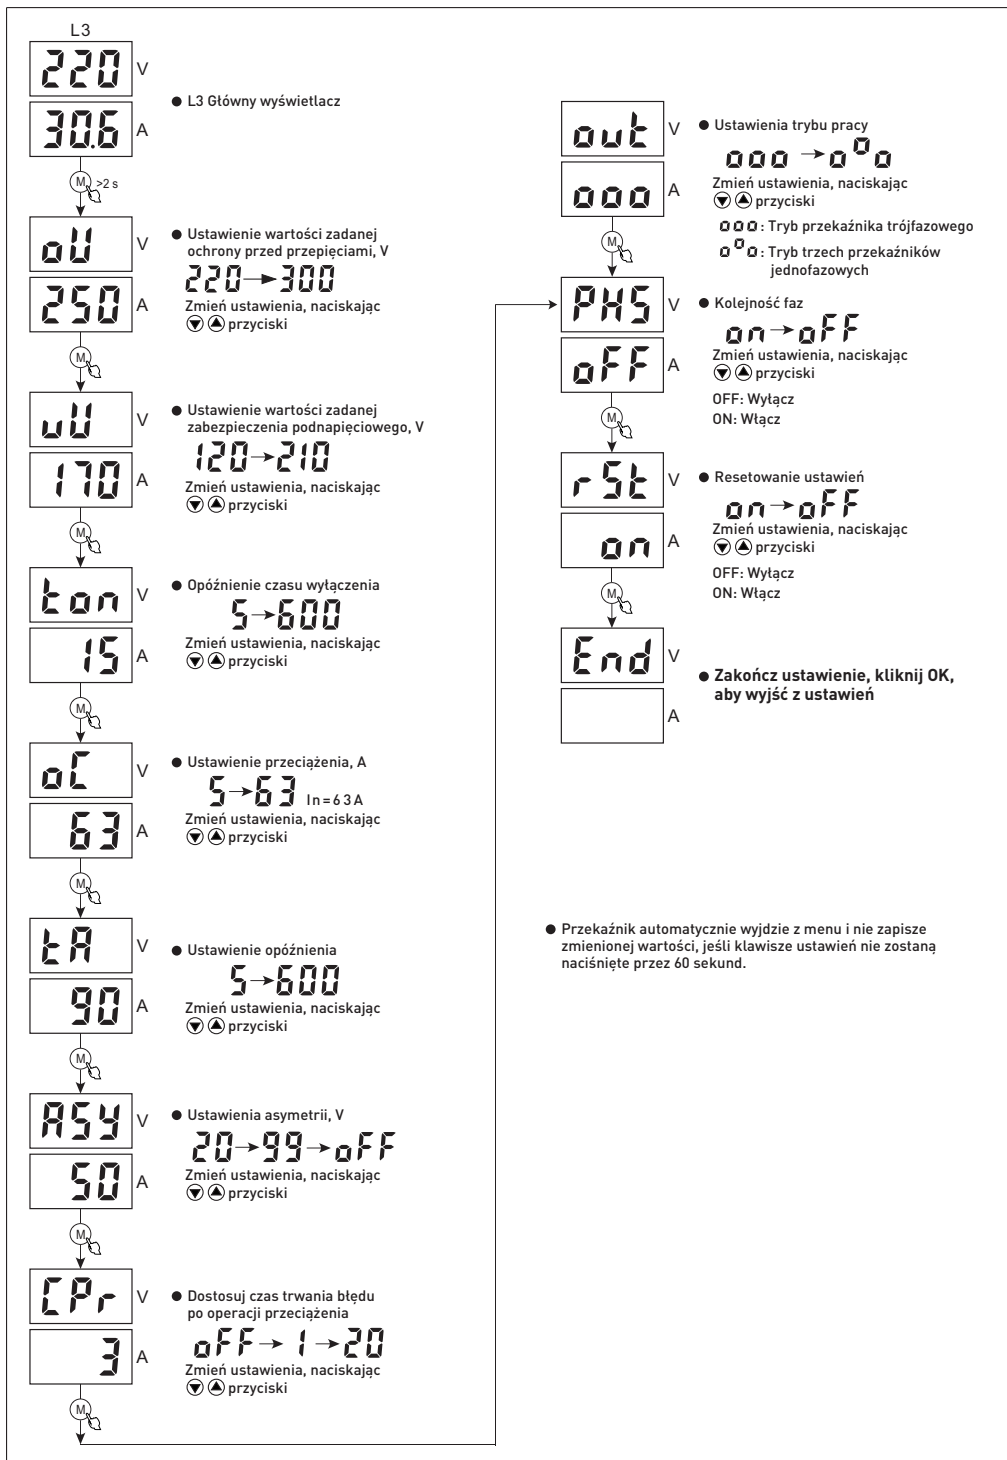 L3
220 V
30.6 A
● L3 Główny wyświetlacz
M >2 s
oU V
250 A
● Ustawienie wartości zadanej
ochrony przed przepięciami, V
220→300
Zmień ustawienia, naciskając
▼ ▲ przyciski
M
uU V
170 A
● Ustawienie wartości zadanej
zabezpieczenia podnapięciowego, V
120→210
Zmień ustawienia, naciskając
▼ ▲ przyciski
M
ton V
15 A
● Opóźnienie czasu wyłączenia
5→600
Zmień ustawienia, naciskając
▼ ▲ przyciski
M
oC V
63 A
● Ustawienie przeciążenia, A
5→63 In=63A
Zmień ustawienia, naciskając
▼ ▲ przyciski
M
tA V
90 A
● Ustawienie opóźnienia
5→600
Zmień ustawienia, naciskając
▼ ▲ przyciski
M
ASY V
50 A
● Ustawienia asymetrii, V
20→99→oFF
Zmień ustawienia, naciskając
▼ ▲ przyciski
M
CPr V
3 A
● Dostosuj czas trwania błędu
po operacji przeciążenia
oFF→1→20
Zmień ustawienia, naciskając
▼ ▲ przyciski
M
out V
ooo A
● Ustawienia trybu pracy
ooo→oºo
Zmień ustawienia, naciskając
▼ ▲ przyciski
ooo: Tryb przekaźnika trójfazowego
oºo: Tryb trzech przekaźników
jednofazowych
M
PHS V
oFF A
● Kolejność faz
on→oFF
Zmień ustawienia, naciskając
▼ ▲ przyciski
OFF: Wyłącz
ON: Włącz
M
rSt V
on A
● Resetowanie ustawień
on→oFF
Zmień ustawienia, naciskając
▼ ▲ przyciski
OFF: Wyłącz
ON: Włącz
M
End V
A
● Zakończ ustawienie, kliknij OK,
aby wyjść z ustawień
● Przekaźnik automatycznie wyjdzie z menu i nie zapisze
zmienionej wartości, jeśli klawisze ustawień nie zostaną
naciśnięte przez 60 sekund.